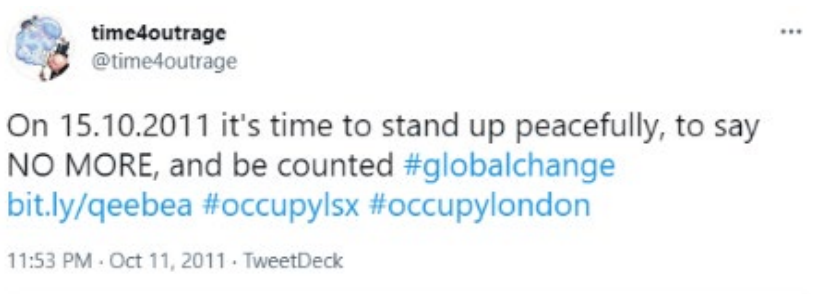 time4outrage
@time4outrage
On 15.10.2011 it's time to stand up peacefully, to say
NO MORE, and be counted #globalchange
bit.ly/qeebea #occupylsx #occupylondon
11:53 PM · Oct 11, 2011 · TweetDeck